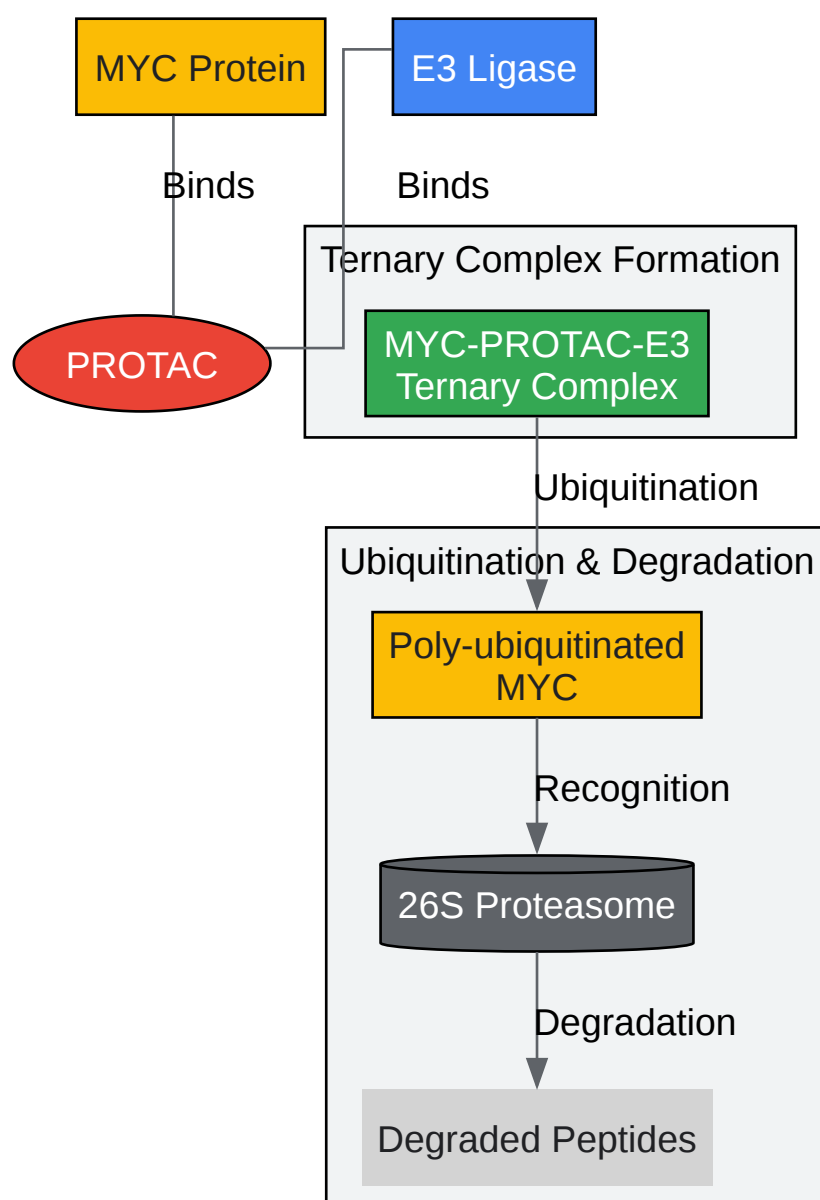 MYC Protein
E3 Ligase
Binds
Binds
Ternary Complex Formation
PROTAC
MYC-PROTAC-E3
Ternary Complex
Ubiquitination
Ubiquitination & Degradation
Poly-ubiquitinated
MYC
Recognition
26S Proteasome
Degradation
Degraded Peptides